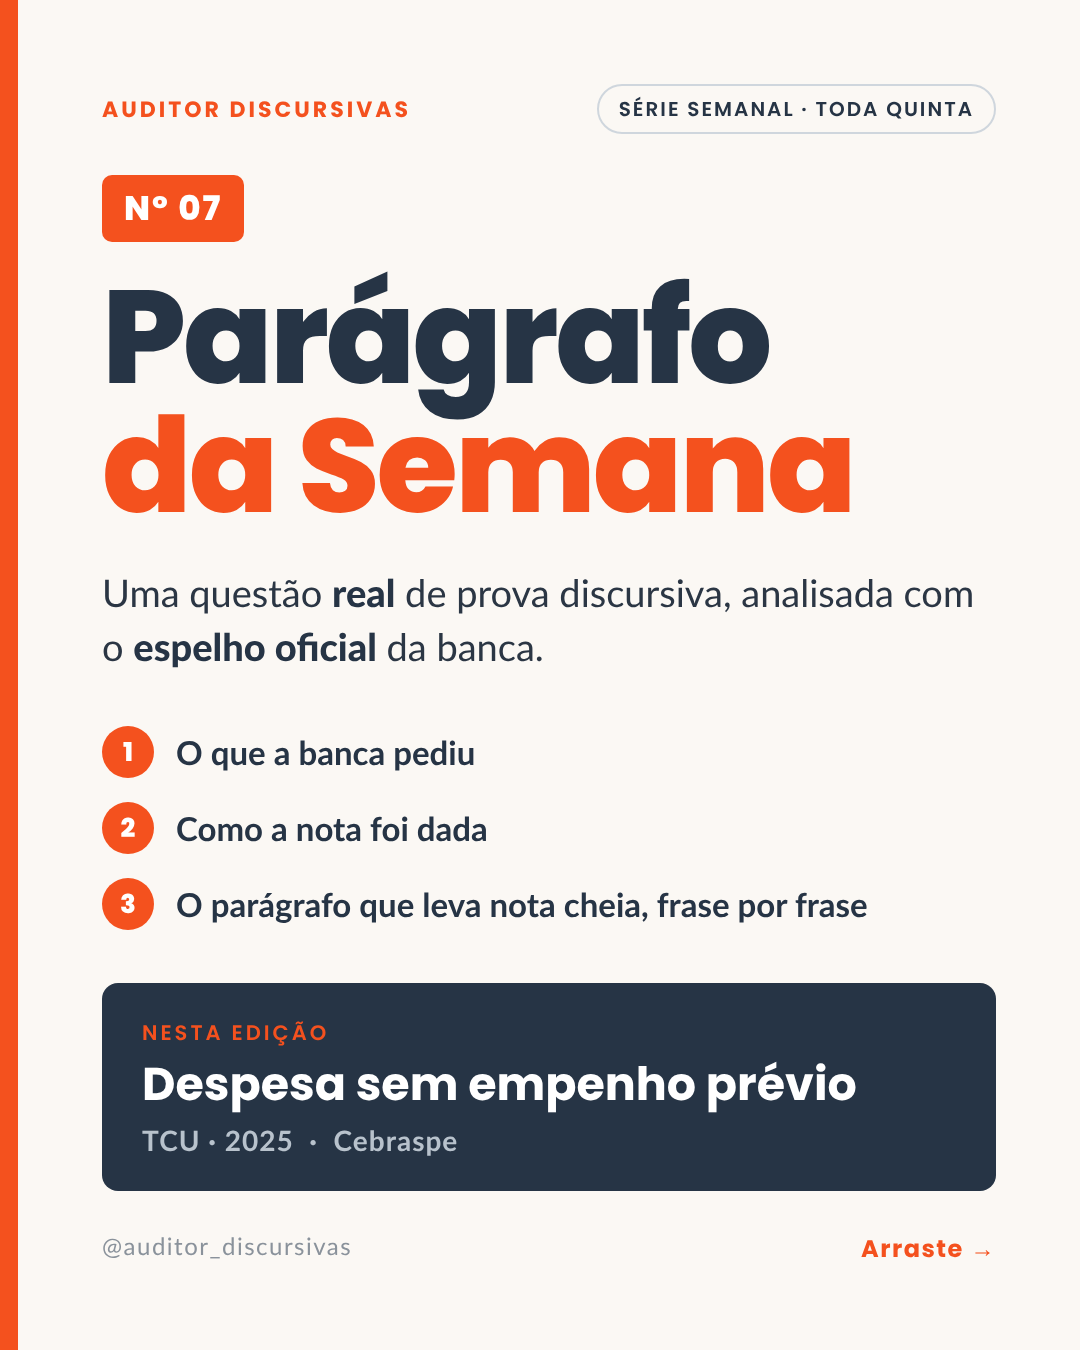 AUDITOR DISCURSIVAS
SÉRIE SEMANAL · TODA QUINTA
Nº 07
Parágrafo
da Semana
Uma questão real de prova discursiva, analisada com
o espelho oficial da banca.
1 O que a banca pediu
2 Como a nota foi dada
3 O parágrafo que leva nota cheia, frase por frase
NESTA EDIÇÃO
Despesa sem empenho prévio
TCU · 2025 · Cebraspe
@auditor_discursivas
Arraste →